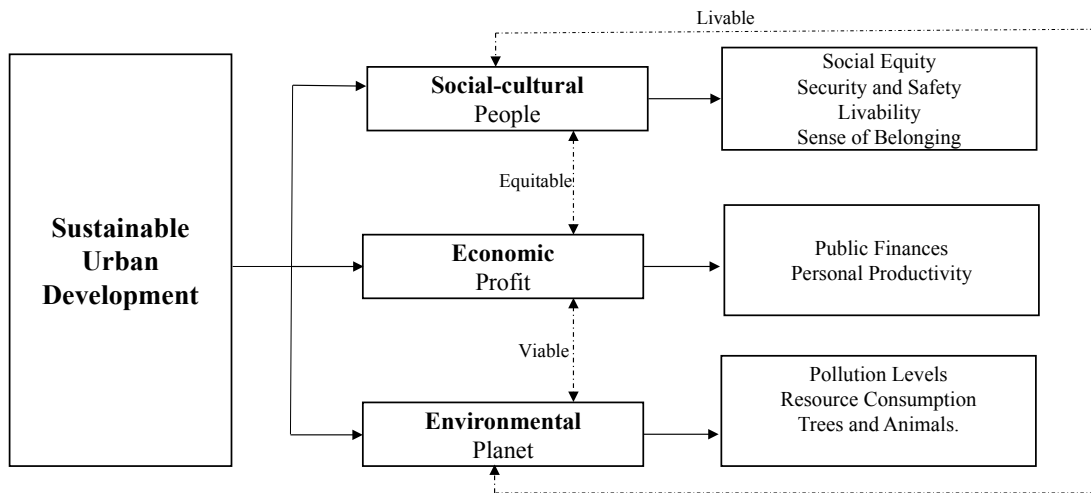 Livable
Social-cultural
People
Social Equity
Security and Safety
Livability
Sense of Belonging
Equitable
Sustainable
Urban
Development
Economic
Profit
Public Finances
Personal Productivity
Viable
Environmental
Planet
Pollution Levels
Resource Consumption
Trees and Animals.